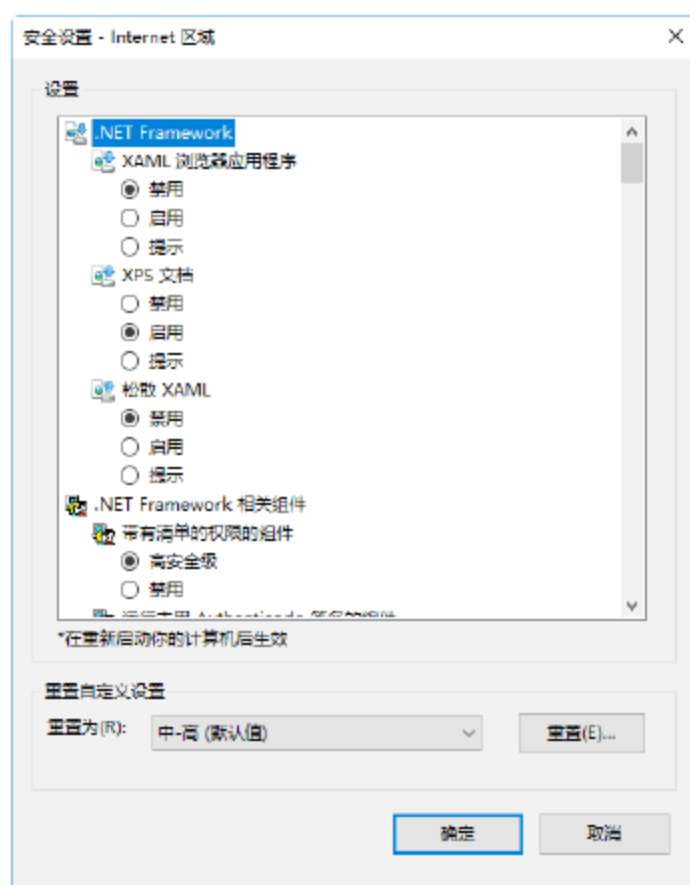 安全设置 - Internet 区域
设置
.NET Framework
XAML 浏览器应用程序
禁用
启用
提示
XPS 文档
禁用
启用
提示
松散 XAML
禁用
启用
提示
.NET Framework 相关组件
带有清单的权限的组件
高安全级
禁用
*在重新启动你的计算机后生效
重置自定义设置
重置为(R): 中-高 (默认值) 重置(E)...
确定 取消